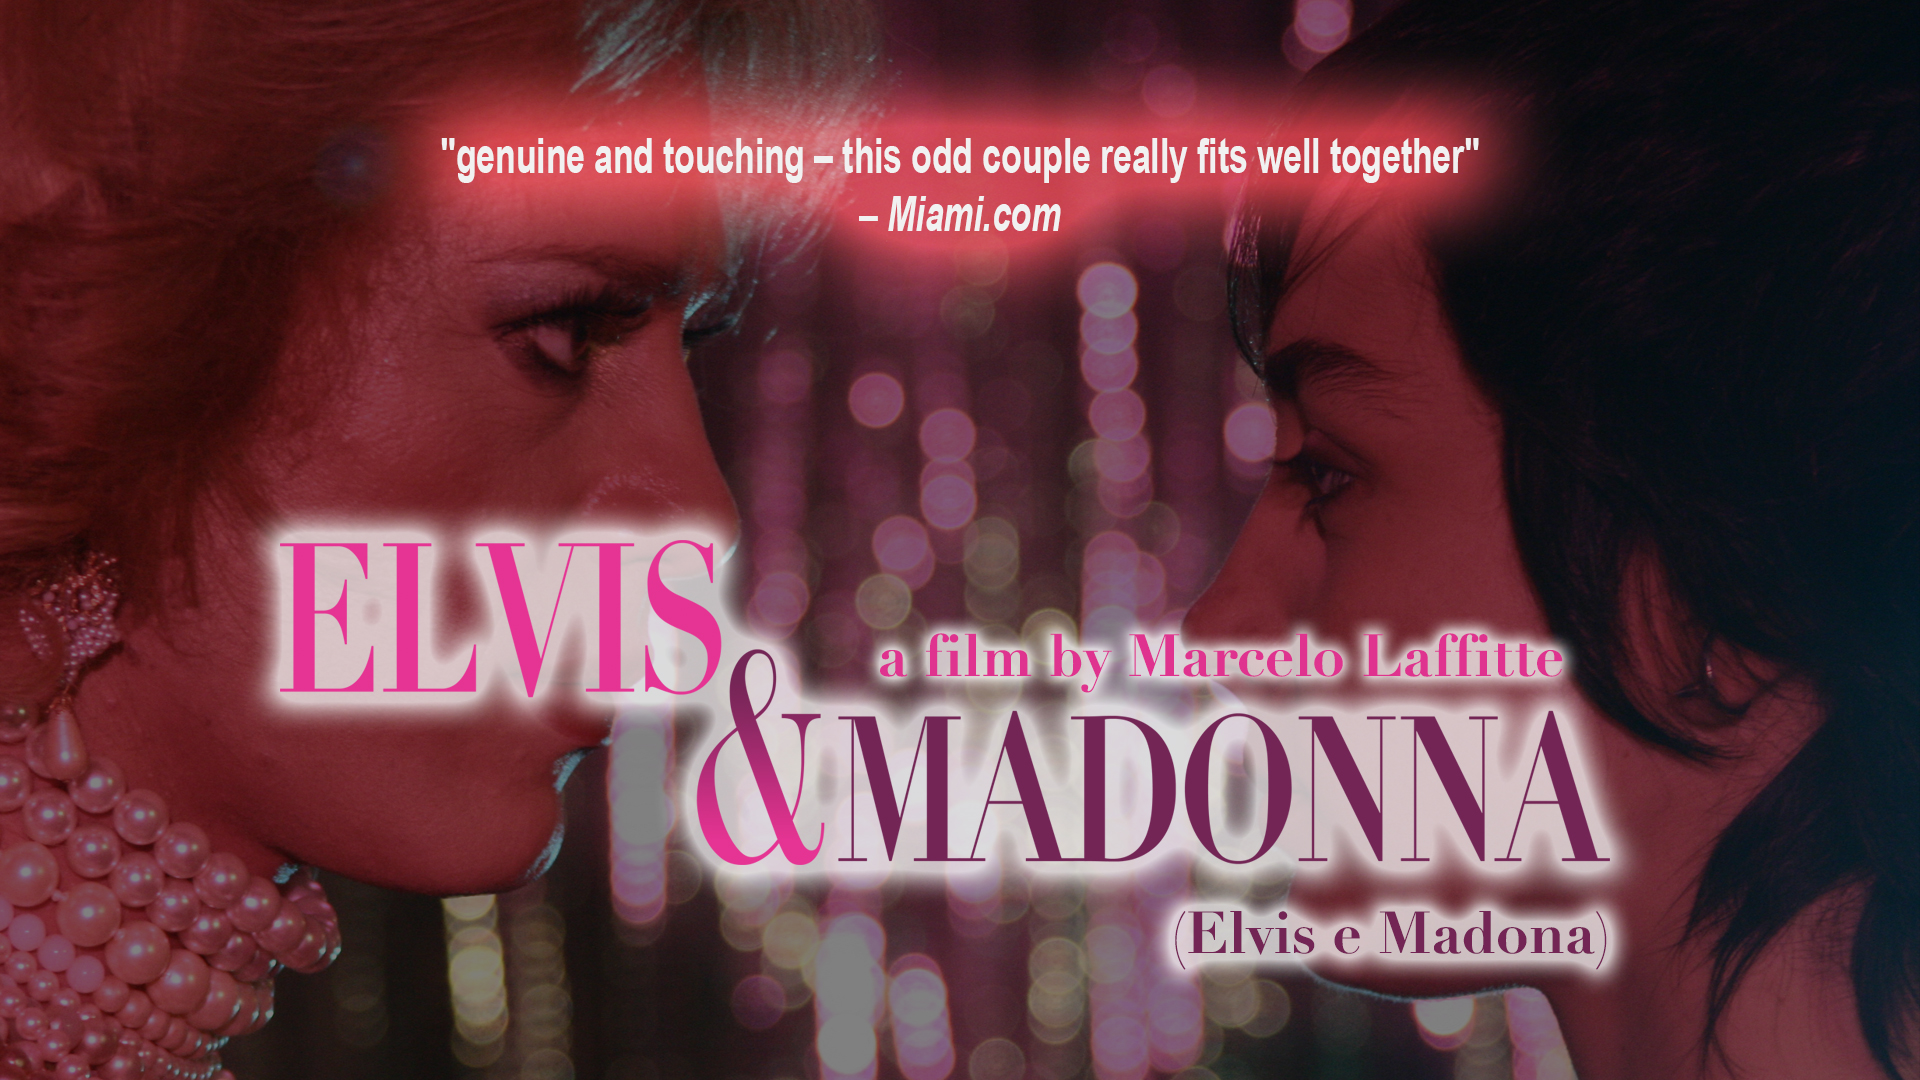 "genuine and touching – this odd couple really fits well together"
– Miami.com
ELVIS
a film by Marcelo Laffitte
& MADONNA
(Elvis e Madona)